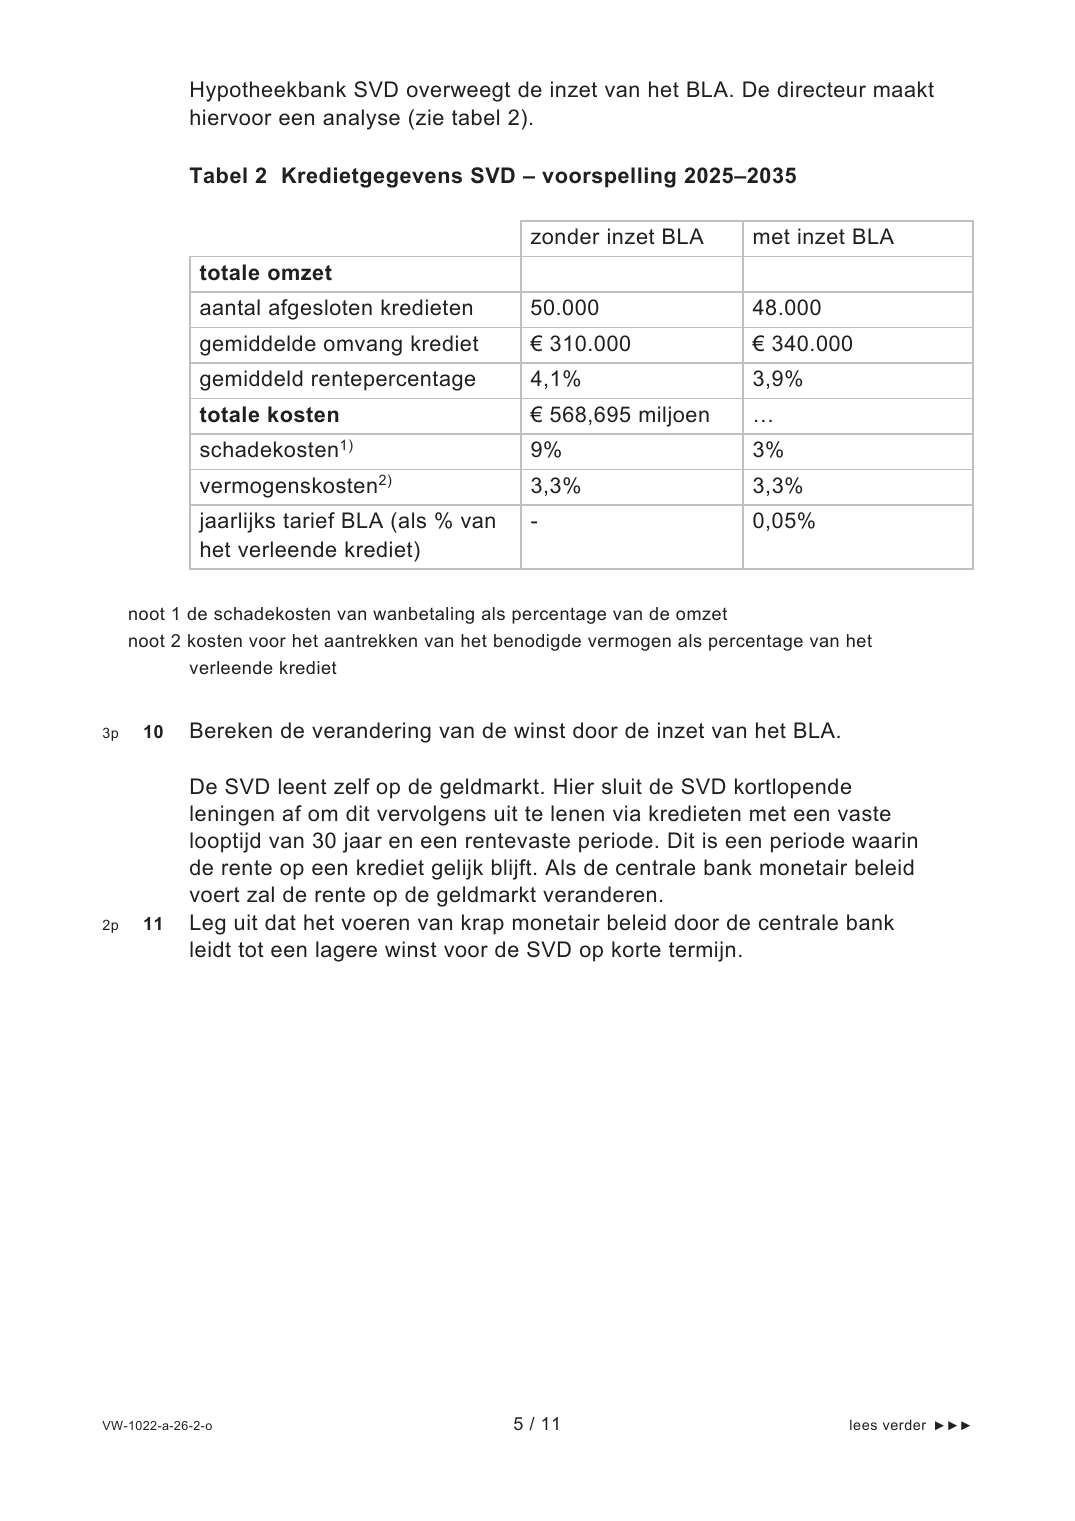 Hypotheekbank SVD overweegt de inzet van het BLA. De directeur maakt
hiervoor een analyse (zie tabel 2).
Tabel 2 Kredietgegevens SVD – voorspelling 2025–2035
zonder inzet BLA met inzet BLA
totale omzet
aantal afgesloten kredieten 50.000 48.000
gemiddelde omvang krediet € 310.000 € 340.000
gemiddeld rentepercentage 4,1% 3,9%
totale kosten € 568,695 miljoen …
schadekosten1) 9% 3%
vermogenskosten2) 3,3% 3,3%
jaarlijks tarief BLA (als % van - 0,05%
het verleende krediet)
noot 1 de schadekosten van wanbetaling als percentage van de omzet
noot 2 kosten voor het aantrekken van het benodigde vermogen als percentage van het
verleende krediet
3p 10 Bereken de verandering van de winst door de inzet van het BLA.
De SVD leent zelf op de geldmarkt. Hier sluit de SVD kortlopende
leningen af om dit vervolgens uit te lenen via kredieten met een vaste
looptijd van 30 jaar en een rentevaste periode. Dit is een periode waarin
de rente op een krediet gelijk blijft. Als de centrale bank monetair beleid
voert zal de rente op de geldmarkt veranderen.
2p 11 Leg uit dat het voeren van krap monetair beleid door de centrale bank
leidt tot een lagere winst voor de SVD op korte termijn.
VW-1022-a-26-2-o 5 / 11 lees verder ►►►